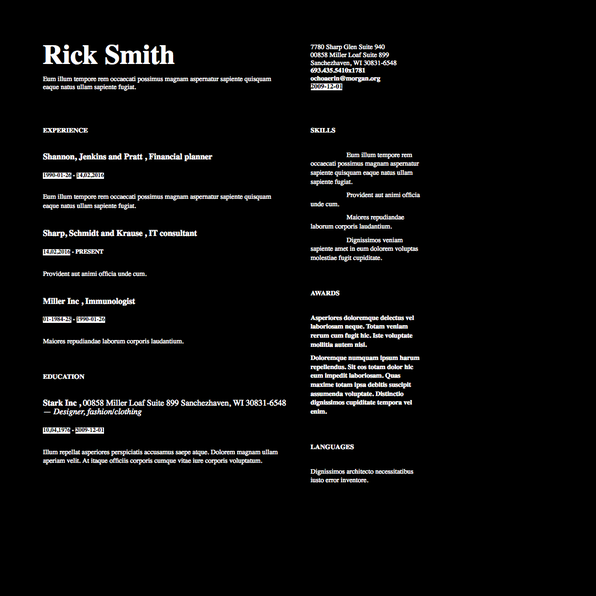 Rick Smith
Eum illum tempore rem occaecati possimus magnam aspernatur sapiente quisquam
eaque natus ullam sapiente fugiat.
7780 Sharp Glen Suite 940
00858 Miller Loaf Suite 899
Sanchezhaven, WI 30831-6548
693.435.5410x1781
ochoaerin@morgan.org
2009-12-01
EXPERIENCE
Shannon, Jenkins and Pratt , Financial planner
1990-01-26 - 14.02.2016
Eum illum tempore rem occaecati possimus magnam aspernatur sapiente quisquam
eaque natus ullam sapiente fugiat.
Sharp, Schmidt and Krause , IT consultant
14.02.2016 - PRESENT
Provident aut animi officia unde cum.
Miller Inc , Immunologist
01-1984-22 - 1990-01-26
Maiores repudiandae laborum corporis laudantium.
EDUCATION
Stark Inc , 00858 Miller Loaf Suite 899 Sanchezhaven, WI 30831-6548
— Designer, fashion/clothing
10.04.1976 - 2009-12-01
Illum repellat asperiores perspiciatis accusamus saepe atque. Dolorem magnam ullam
aperiam velit. At itaque officiis corporis cumque vitae iure corporis voluptatum.
SKILLS
Eum illum tempore rem
occaecati possimus magnam aspernatur
sapiente quisquam eaque natus ullam
sapiente fugiat.
Provident aut animi officia
unde cum.
Maiores repudiandae
laborum corporis laudantium.
Dignissimos veniam
sapiente amet in eum dolorem voluptas
molestiae fugit cupiditate.
AWARDS
Asperiores doloremque delectus vel
laboriosam neque. Totam veniam
rerum cum fugit hic. Iste voluptate
mollitia autem nisi.
Doloremque numquam ipsum harum
repellendus. Sit eos totam dolor hic
eum impedit laboriosam. Quas
maxime totam ipsa debitis suscipit
assumenda voluptate. Distinctio
dignissimos cupiditate tempora vel
enim.
LANGUAGES
Dignissimos architecto necessitatibus
iusto error inventore.